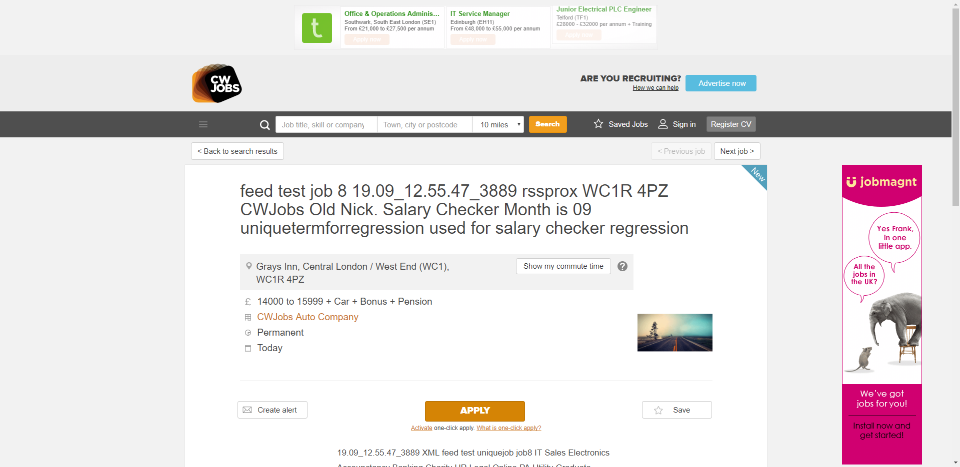 Office & Operations Adminis...
Southwark, South East London (SE1)
From £21,000 to £27,500 per annum
IT Service Manager
Edinburgh (EH11)
From £48,000 to £55,000 per annum
Junior Electrical PLC Engineer
Telford (TF1)
£28000 - £32000 per annum + Training
t
CW
JOBS
ARE YOU RECRUITING?
How we can help
Advertise now
Job title, skill or company
Town, city or postcode
10 miles
Search
Saved Jobs
Sign in
Register CV
< Back to search results
< Previous job
Next job >
New
feed test job 8 19.09_12.55.47_3889 rssprox WC1R 4PZ
CWJobs Old Nick. Salary Checker Month is 09
uniquetermforregression used for salary checker regression
Grays Inn, Central London / West End (WC1),
WC1R 4PZ
Show my commute time
?
£ 14000 to 15999 + Car + Bonus + Pension
CWJobs Auto Company
Permanent
Today
Create alert
APPLY
Save
Activate one-click apply What is one-click apply?
19.09_12.55.47_3889 XML feed test uniquejob job8 IT Sales Electronics
Accountancy Banking Charity HR Legal Online PA Utility Graduate
jobmagnt
Yes Frank,
in one
little app.
All the
jobs in
the UK?
We've got
jobs for you!
Install now and
get started!